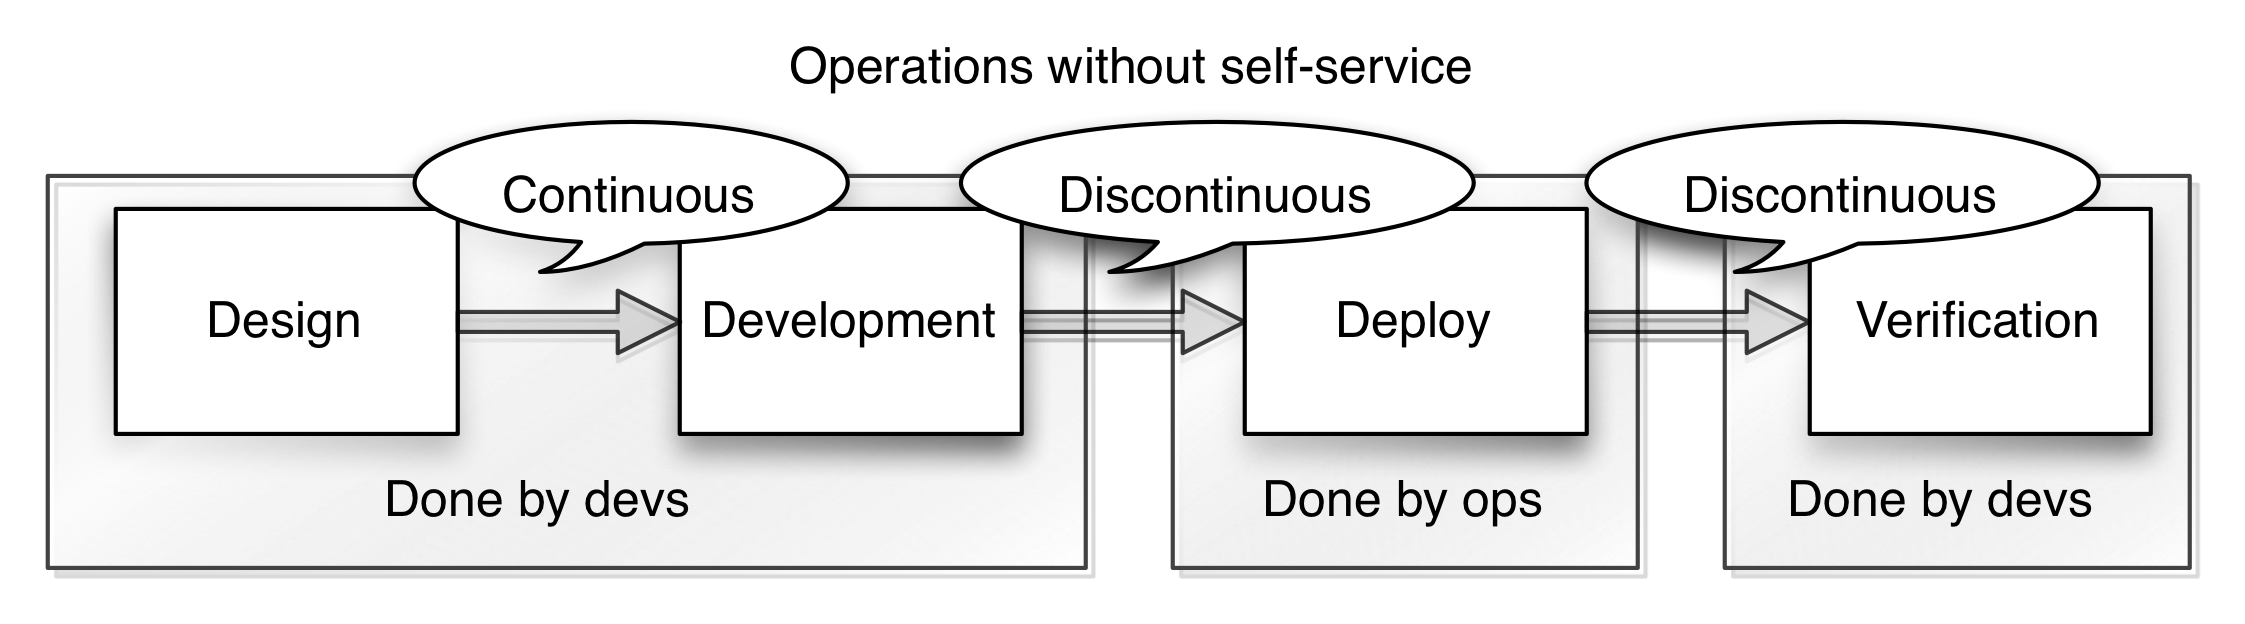 Operations without self-service
Continuous
Discontinuous
Discontinuous
Design
Development
Deploy
Verification
Done by devs
Done by ops
Done by devs